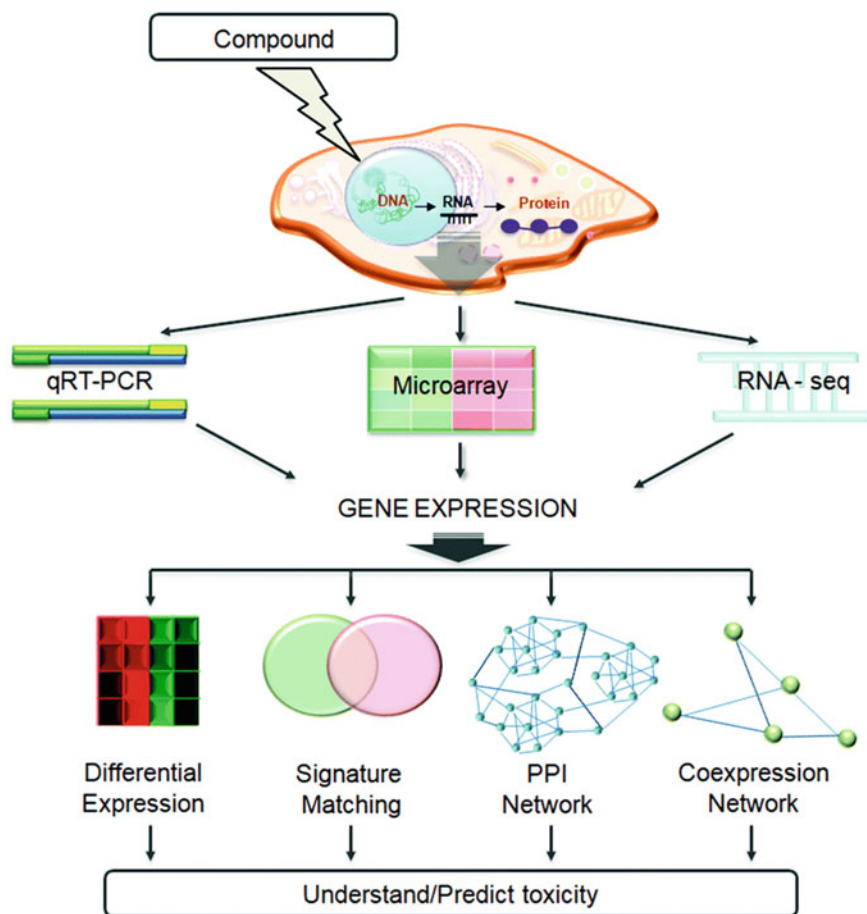 Compound
DNA
RNA
Protein
qRT-PCR
Microarray
RNA - seq
GENE EXPRESSION
Differential
Expression
Signature
Matching
PPI
Network
Coexpression
Network
Understand/Predict toxicity